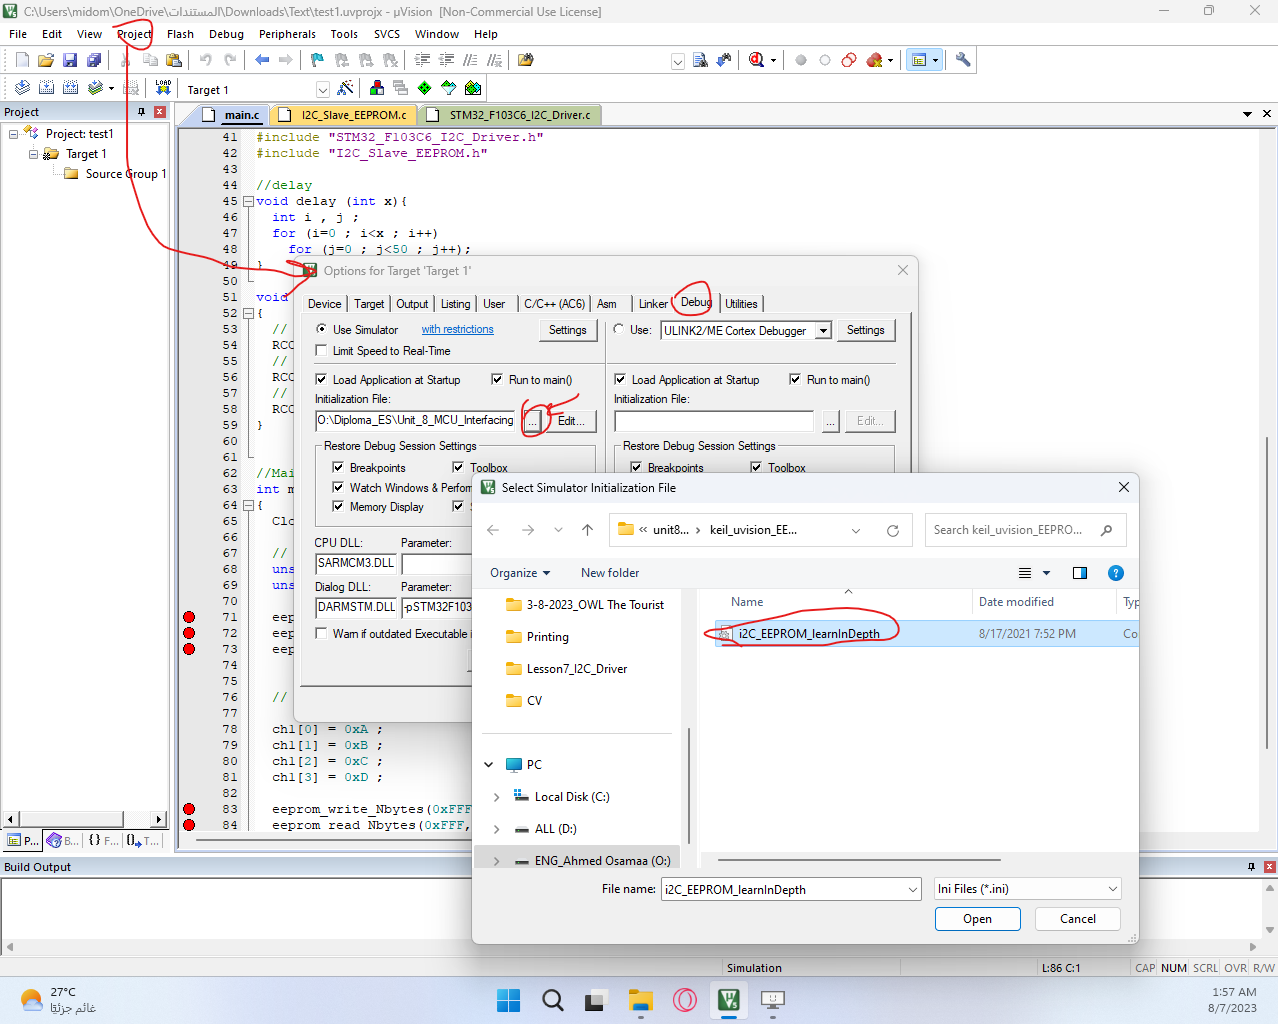 C:\Users\midom\OneDrive\المستندات\Downloads\Text\test1.uvprojx - µVision [Non-Commercial Use License]
File Edit View Project Flash Debug Peripherals Tools SVCS Window Help
LOAD Target 1
Project
main.c I2C_Slave_EEPROM.c STM32_F103C6_I2C_Driver.c
Project: test1
Target 1
Source Group 1
41 #include "STM32_F103C6_I2C_Driver.h"
42 #include "I2C_Slave_EEPROM.h"
43
44 //delay
45 void delay (int x){
46 int i , j ;
47 for (i=0 ; i<x ; i++)
48 for (j=0 ; j<50 ; j++);
49 }
50
51 void
52 {
53 //
54 RCC
55 //
56 RCC
57 //
58 RCC
59 }
60
61
62 //Mai
63 int m
64 {
65 Clo
66
67 //
68 uns
69 uns
70
71 eep
72 eep
73 eep
74
75
76 //
77
78 ch1[0] = 0xA ;
79 ch1[1] = 0xB ;
80 ch1[2] = 0xC ;
81 ch1[3] = 0xD ;
82
83 eeprom_write_Nbytes(0xFFF
84 eeprom_read_Nbytes(0xFFF,
Options for Target 'Target 1'
Device Target Output Listing User C/C++ (AC6) Asm Linker Debug Utilities
Use Simulator with restrictions Settings Use: ULINK2/ME Cortex Debugger Settings
Limit Speed to Real-Time
Load Application at Startup Run to main() Load Application at Startup Run to main()
Initialization File: Initialization File:
O:\Diploma_ES\Unit_8_MCU_Interfacing ... Edit... ... Edit...
Restore Debug Session Settings Restore Debug Session Settings
Breakpoints Toolbox Breakpoints Toolbox
Watch Windows & Perform
Memory Display
CPU DLL: Parameter:
SARMCM3.DLL
Dialog DLL: Parameter:
DARMSTM.DLL -pSTM32F103
Warn if outdated Executable i
Select Simulator Initialization File
« unit8... › keil_uvision_EE... Search keil_uvision_EEPRO...
Organize New folder
Name Date modified Typ
i2C_EEPROM_learnInDepth 8/17/2021 7:52 PM Co
3-8-2023_OWL The Tourist
Printing
Lesson7_I2C_Driver
CV
PC
Local Disk (C:)
ALL (D:)
ENG_Ahmed Osamaa (O:)
File name: i2C_EEPROM_learnInDepth Ini Files (*.ini)
Open Cancel
P... B... {} F... T...
Build Output
Simulation L:86 C:1 CAP NUM SCRL OVR R/W
27°C
غائم جزئيًا
1:57 AM
8/7/2023